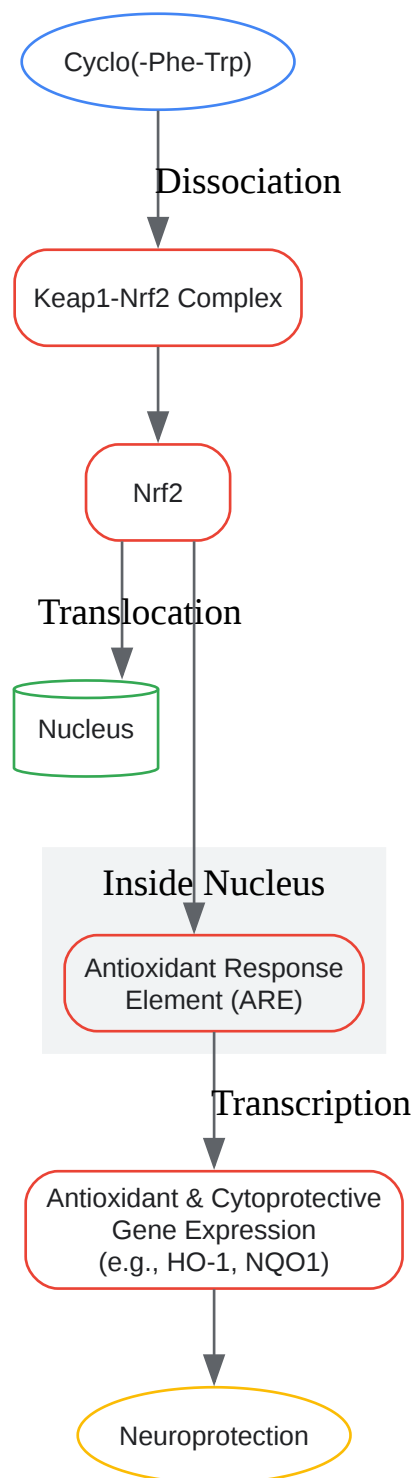 Cyclo(-Phe-Trp)
Dissociation
Keap1-Nrf2 Complex
Nrf2
Translocation
Nucleus
Inside Nucleus
Antioxidant Response
Element (ARE)
Transcription
Antioxidant & Cytoprotective
Gene Expression
(e.g., HO-1, NQO1)
Neuroprotection